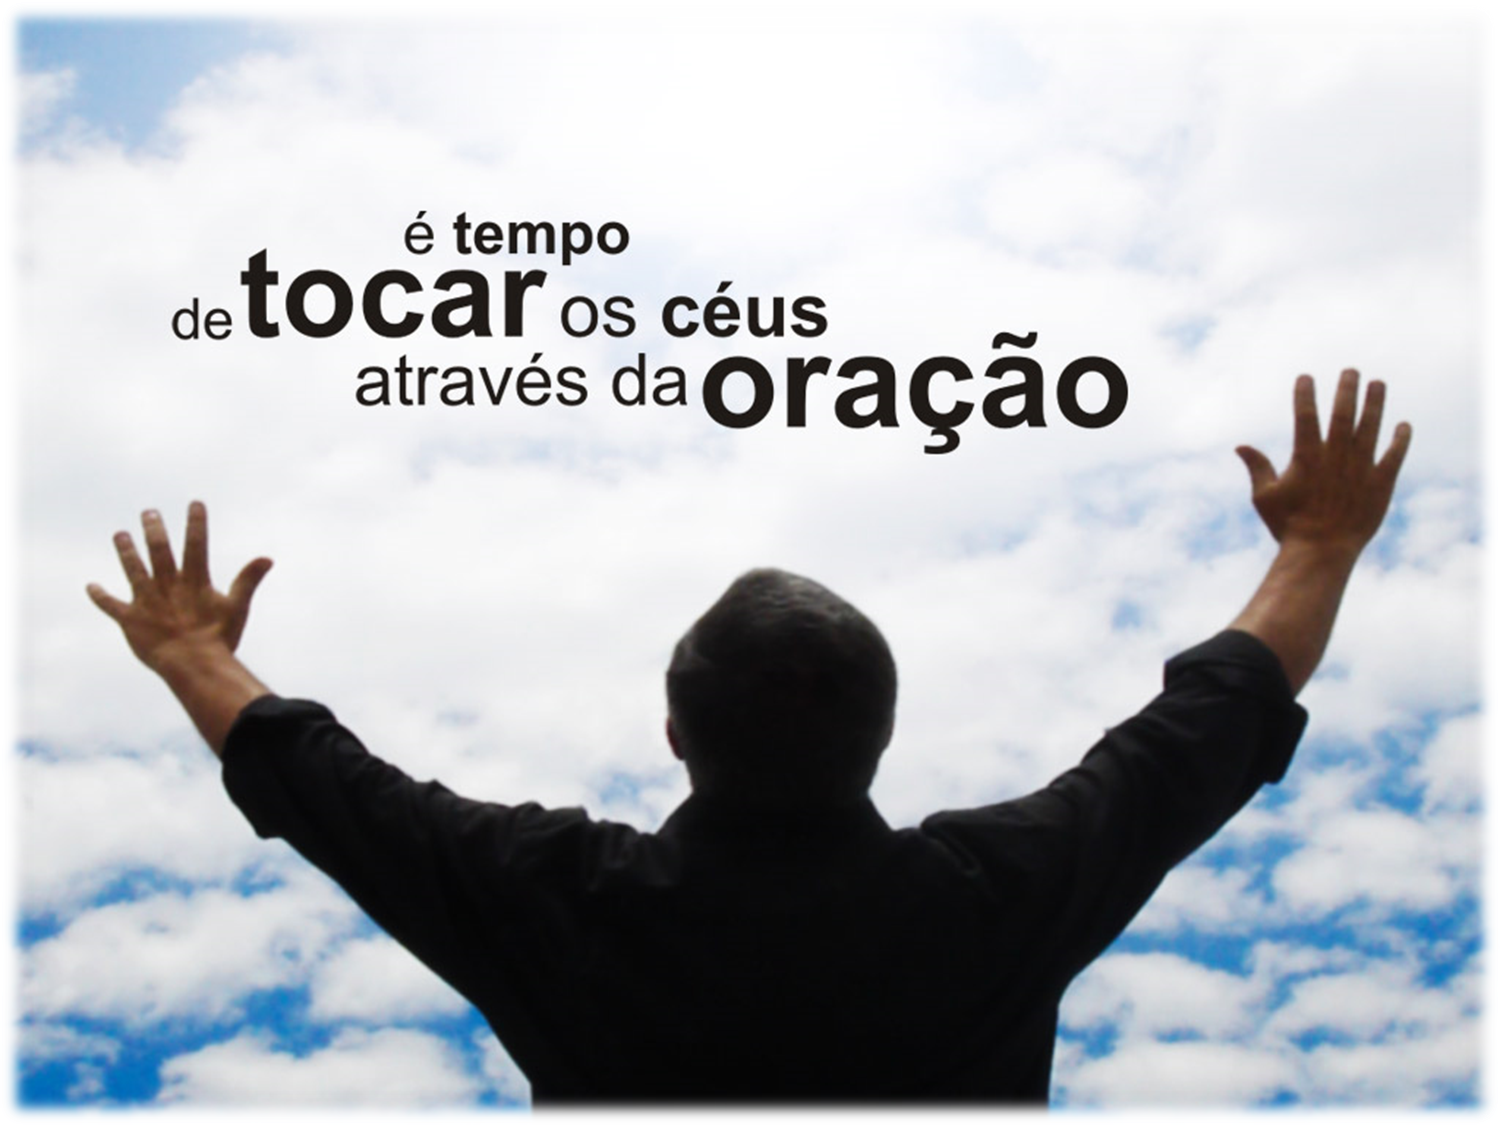 é tempo
de tocar os céus
através da oração